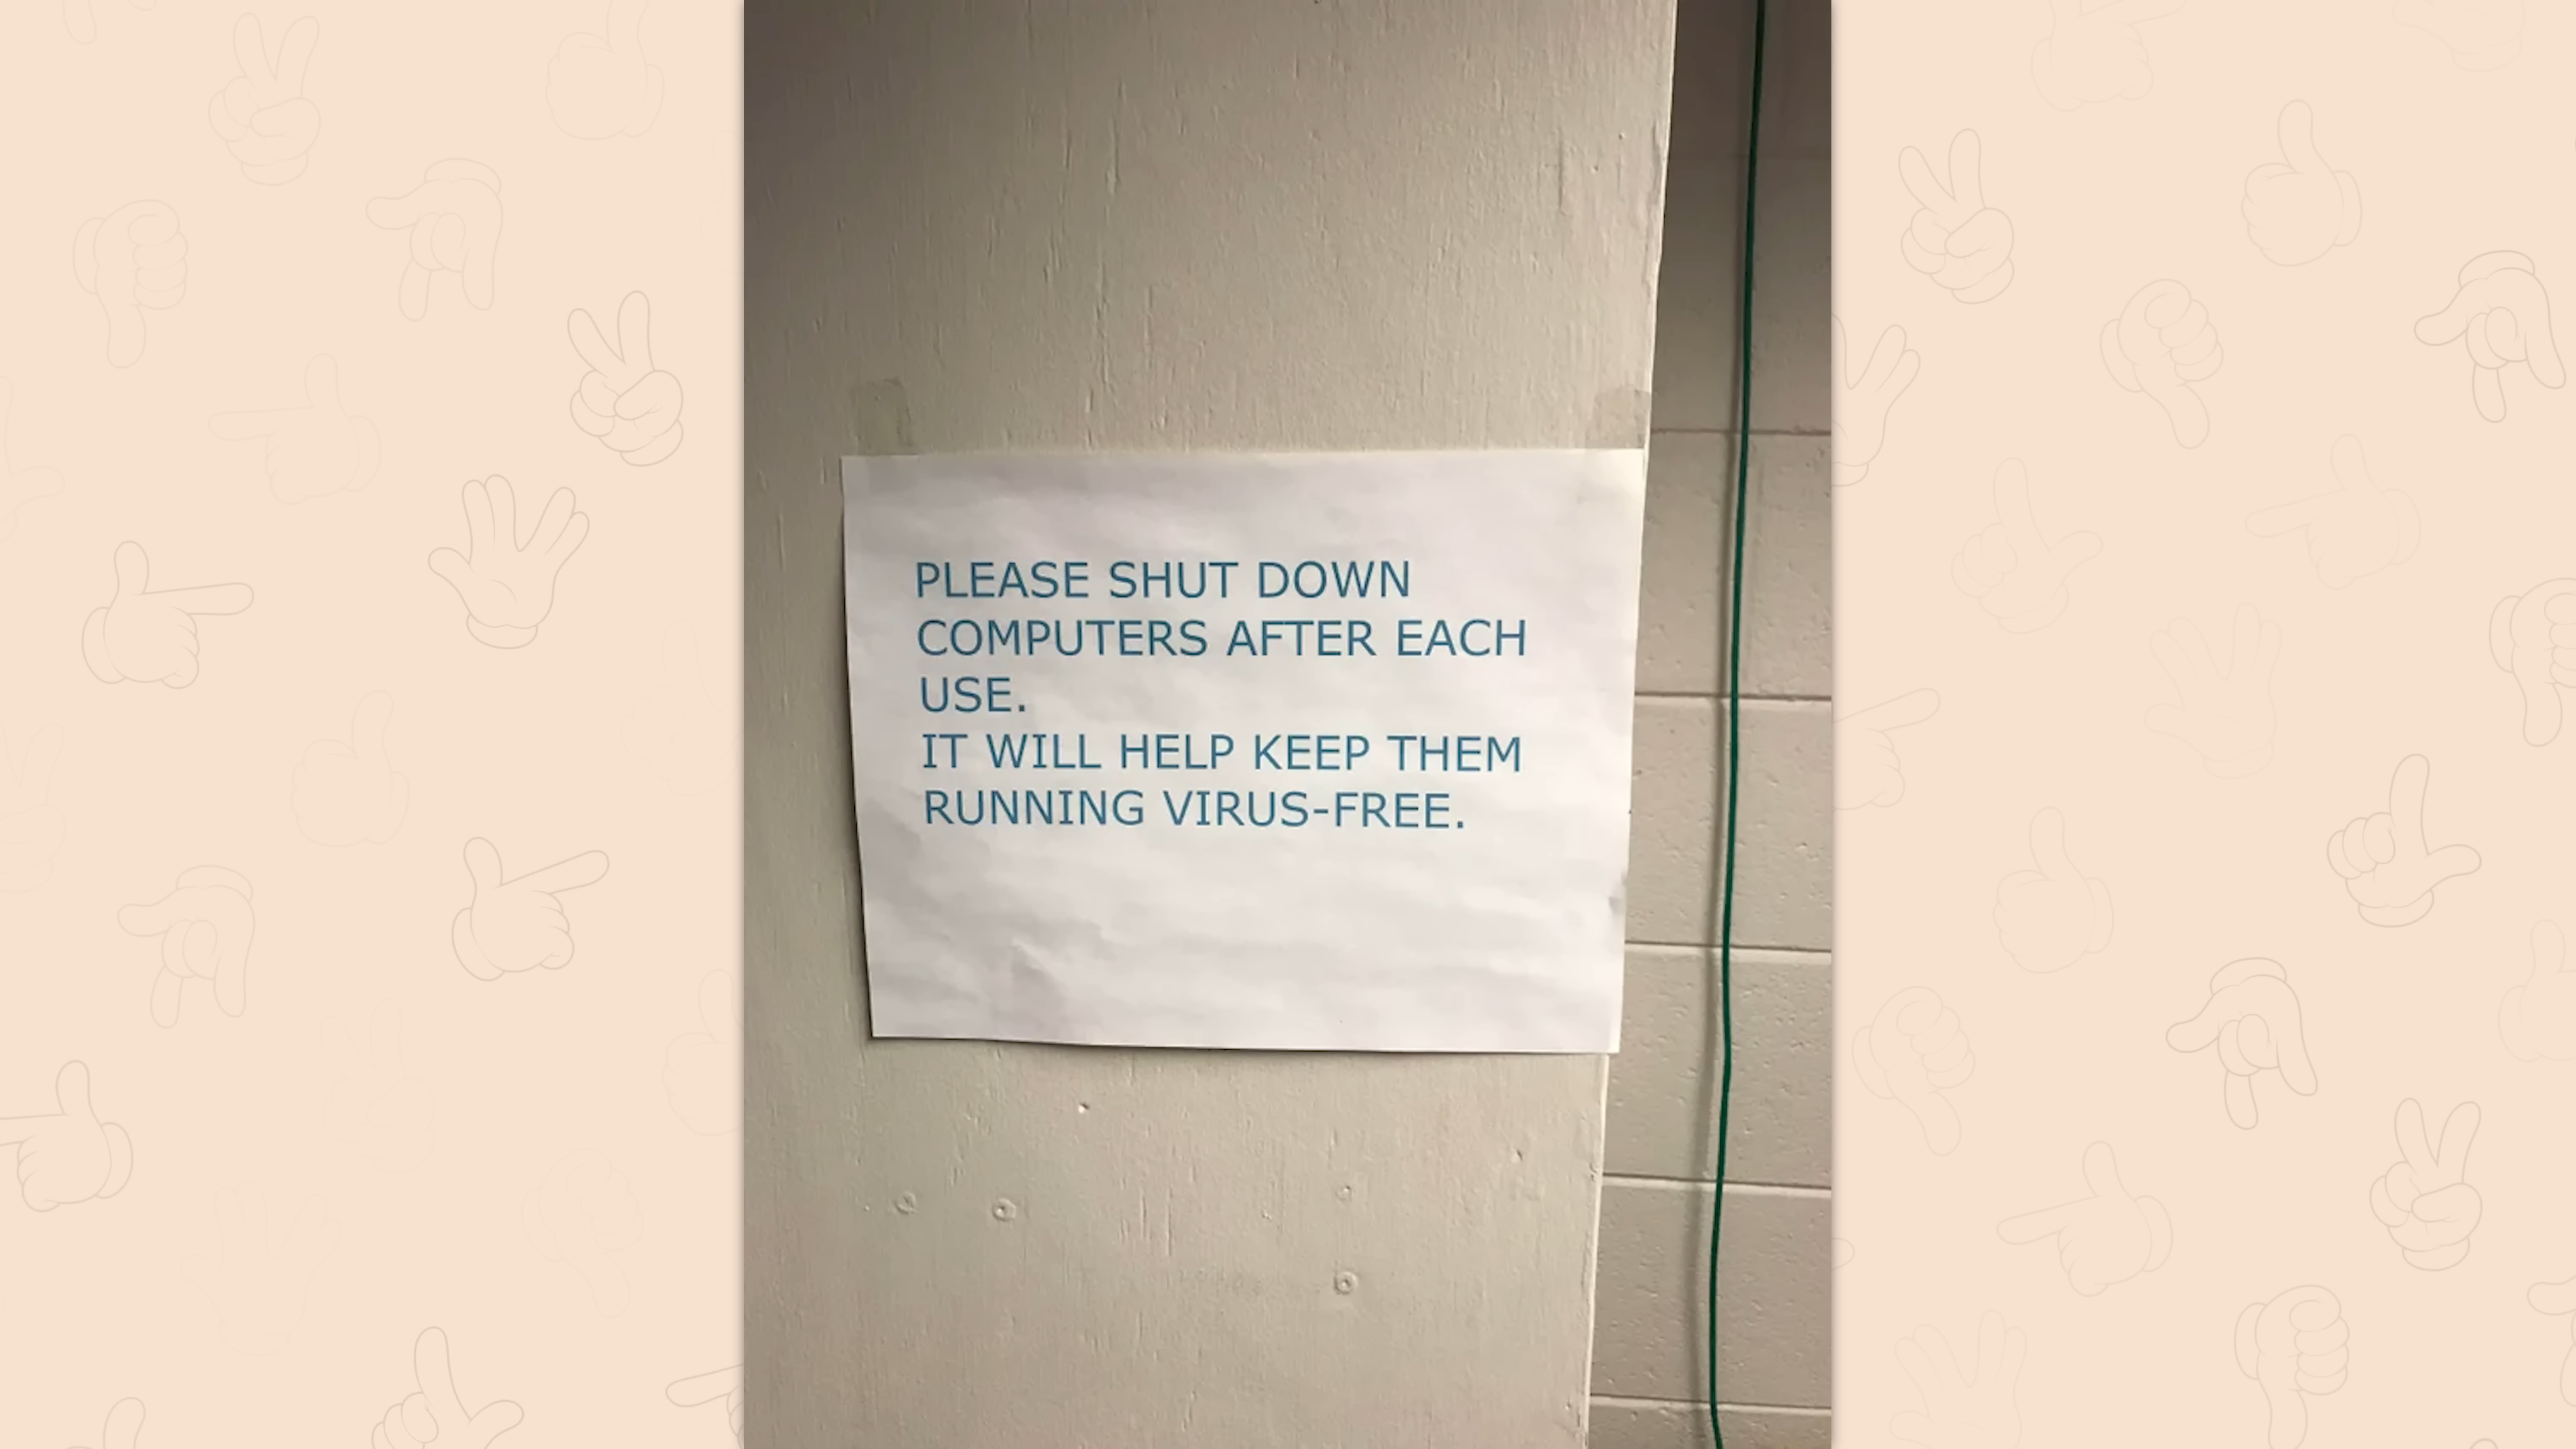 PLEASE SHUT DOWN
COMPUTERS AFTER EACH
USE.
IT WILL HELP KEEP THEM
RUNNING VIRUS-FREE.